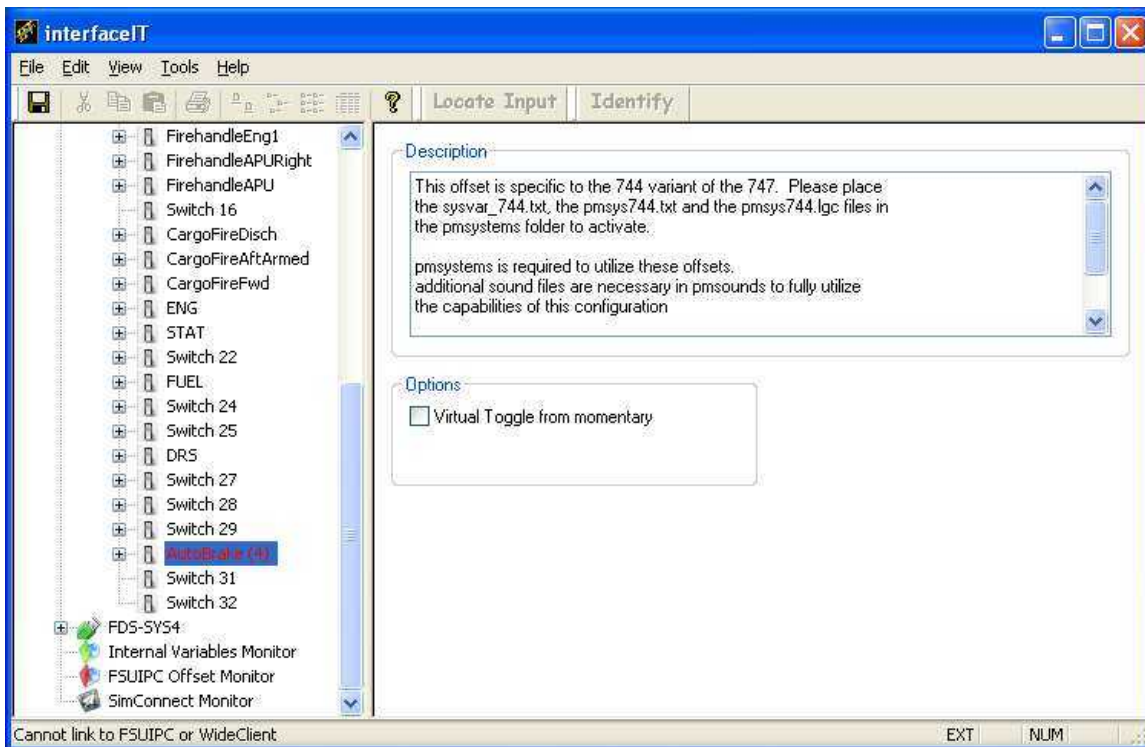 interfaceIT
File Edit View Tools Help
Locate Input Identify
FirehandleEng1
FirehandleAPURight
FirehandleAPU
Switch 16
CargoFireDisch
CargoFireAftArmed
CargoFireFwd
ENG
STAT
Switch 22
FUEL
Switch 24
Switch 25
DRS
Switch 27
Switch 28
Switch 29
AutoBrake (4)
Switch 31
Switch 32
FDS-SYS4
Internal Variables Monitor
FSUIPC Offset Monitor
SimConnect Monitor
Description
This offset is specific to the 744 variant of the 747. Please place
the sysvar_744.txt, the pmsys744.txt and the pmsys744.lgc files in
the pmsystems folder to activate.
pmsystems is required to utilize these offsets.
additional sound files are necessary in pmsounds to fully utilize
the capabilities of this configuration
Options
Virtual Toggle from momentary
Cannot link to FSUIPC or WideClient
EXT NUM